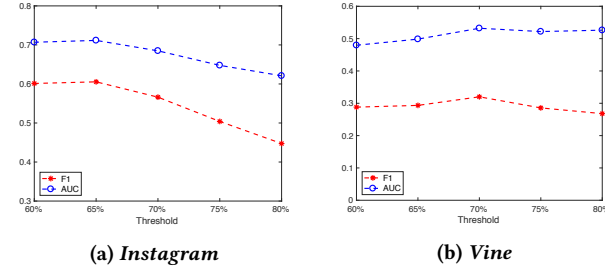 0.8
0.7
0.6
0.5
0.4
0.3
60%
65%
70%
75%
80%
Threshold
F1
AUC
(a) Instagram
0.6
0.5
0.4
0.3
0.2
0.1
0
60%
65%
70%
75%
80%
Threshold
F1
AUC
(b) Vine